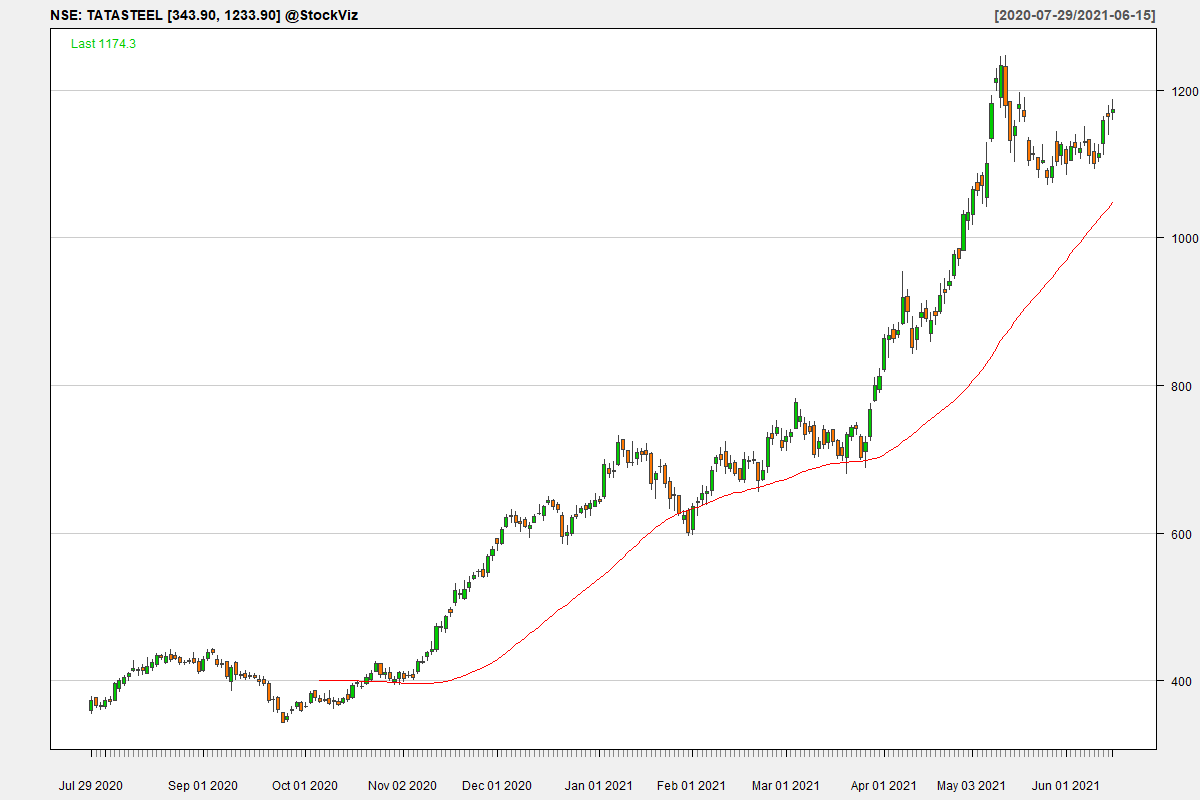 NSE: TATASTEEL [343.90, 1233.90] @StockViz [2020-07-29/2021-06-15]
Last 1174.3
1200
1000
800
600
400
Jul 29 2020 Sep 01 2020 Oct 01 2020 Nov 02 2020 Dec 01 2020 Jan 01 2021 Feb 01 2021 Mar 01 2021 Apr 01 2021 May 03 2021 Jun 01 2021